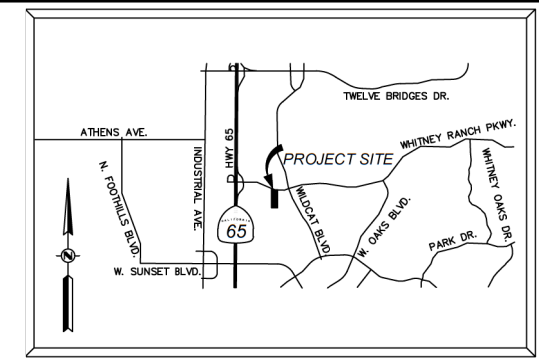 TWELVE BRIDGES DR.
ATHENS AVE.
WHITNEY RANCH PKWY.
HWY 65
PROJECT SITE
INDUSTRIAL AVE.
N. FOOTHILLS BLVD.
WHITNEY OAKS DR.
WILDCAT BLVD.
W. OAKS BLVD.
CALIFORNIA
65
PARK DR.
W. SUNSET BLVD.
N